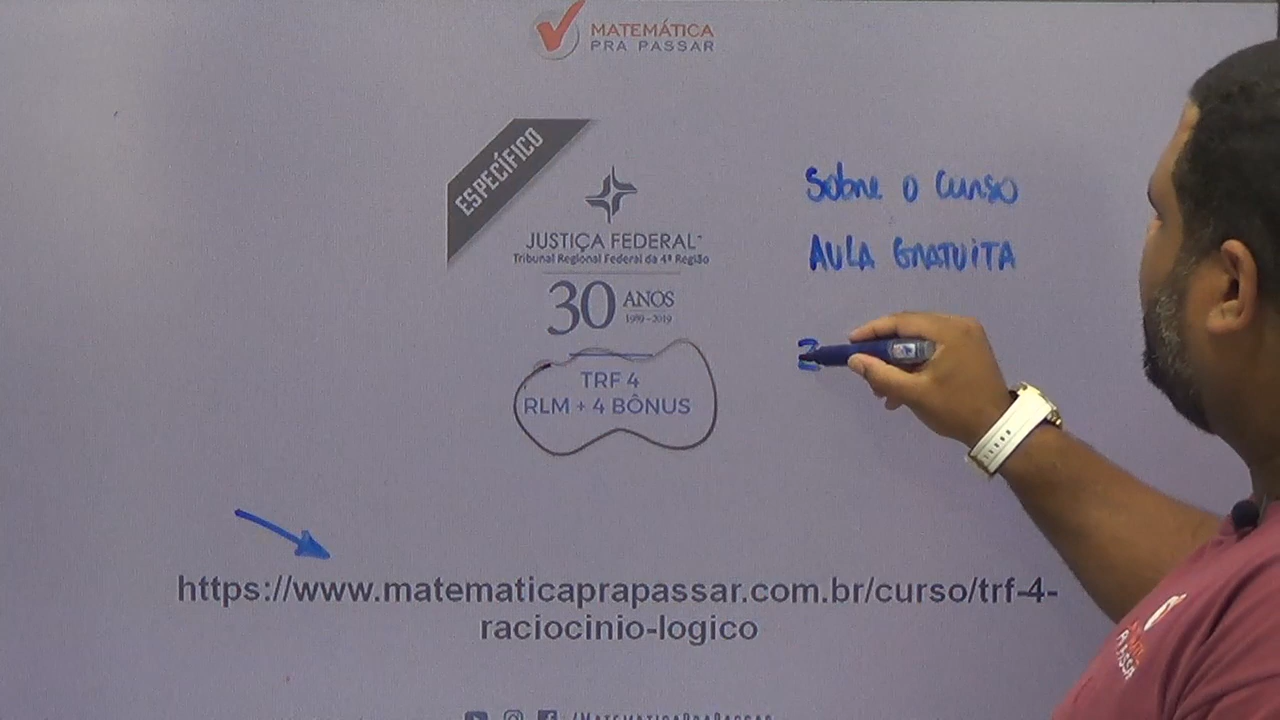 MATEMÁTICA
PRA PASSAR
ESPECÍFICO
JUSTIÇA FEDERAL
Tribunal Regional Federal da 4ª Região
30 ANOS
1989-2019
TRF 4
RLM + 4 BÔNUS
Sobre o curso
AULA GRATUITA
https://www.matematicaprapassar.com.br/curso/trf-4-
raciocinio-logico
/MATEMATICAPRAPASSAR